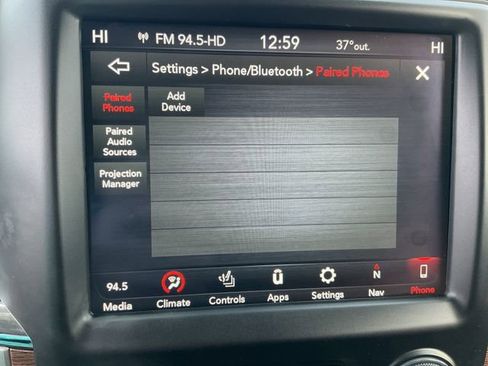 HI FM 94.5-HD 12:59 37°out. HI
Settings > Phone/Bluetooth > Paired Phones
Paired
Phones
Add
Device
Paired
Audio
Sources
Projection
Manager
94.5
Media Climate Controls Apps Settings Nav Phone
N